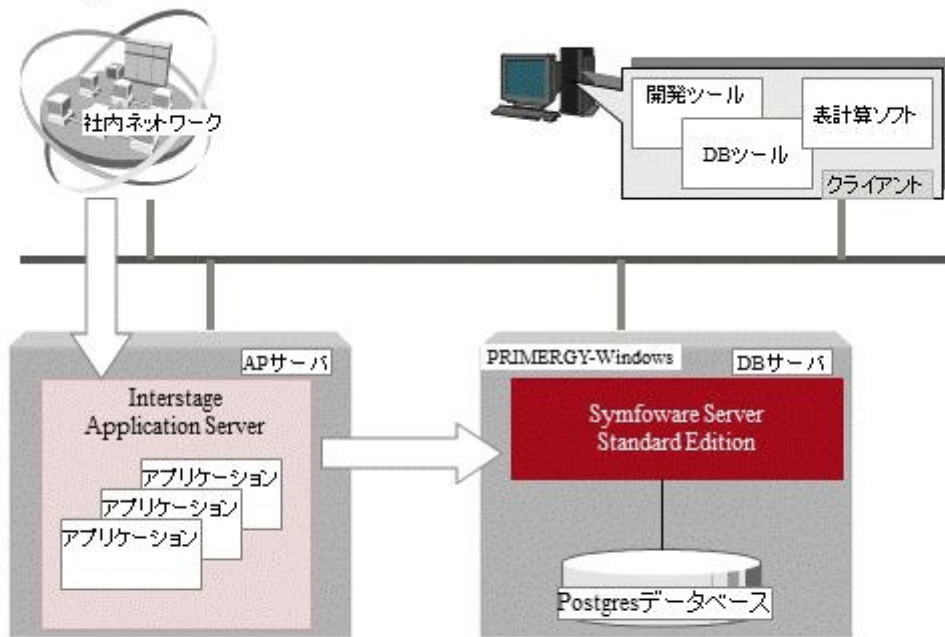 社内ネットワーク
開発ツール
表計算ソフト
DBツール
クライアント
APサーバ
PRIMERGY-Windows
DBサーバ
Interstage
Application Server
Symfoware Server
Standard Edition
アプリケーション
アプリケーション
アプリケーション
Postgresデータベース